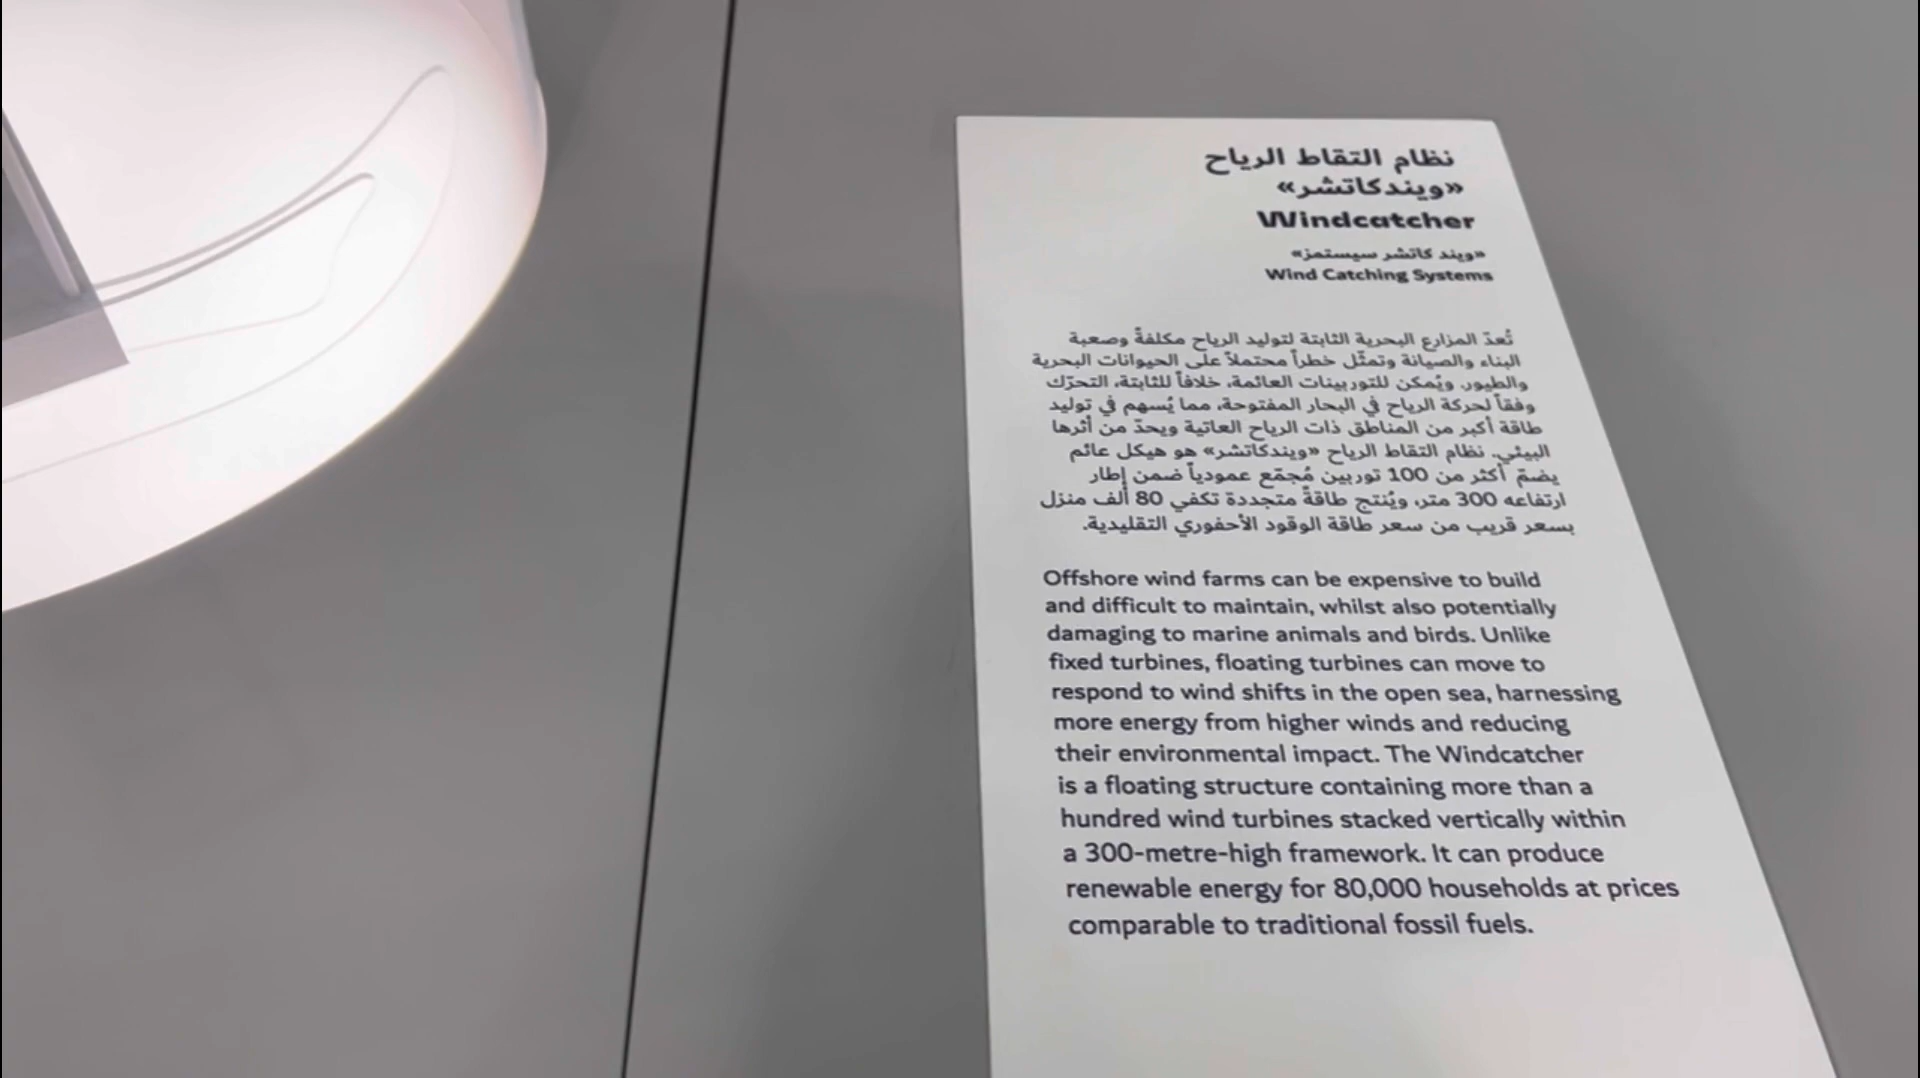 نظام التقاط الرياح
«ويندكاتشر»
Windcatcher
«ويند كاتشر سيستمز»
Wind Catching Systems
تُعدّ المزارع البحرية الثابتة لتوليد الرياح مكلفةً وصعبة
البناء والصيانة وتمثّل خطراً محتملاً على الحيوانات البحرية
والطيور. ويُمكن للتوربينات العائمة، خلافاً للثابتة، التحرّك
وفقاً لحركة الرياح في البحار المفتوحة، مما يُسهم في توليد
طاقة أكبر من المناطق ذات الرياح العاتية ويحدّ من أثرها
البيئي. نظام التقاط الرياح «ويندكاتشر» هو هيكل عائم
يضمّ أكثر من 100 توربين مُجمّع عمودياً ضمن إطار
ارتفاعه 300 متر، ويُنتج طاقةً متجددة تكفي 80 ألف منزل
بسعر قريب من سعر طاقة الوقود الأحفوري التقليدية.
Offshore wind farms can be expensive to build
and difficult to maintain, whilst also potentially
damaging to marine animals and birds. Unlike
fixed turbines, floating turbines can move to
respond to wind shifts in the open sea, harnessing
more energy from higher winds and reducing
their environmental impact. The Windcatcher
is a floating structure containing more than a
hundred wind turbines stacked vertically within
a 300-metre-high framework. It can produce
renewable energy for 80,000 households at prices
comparable to traditional fossil fuels.